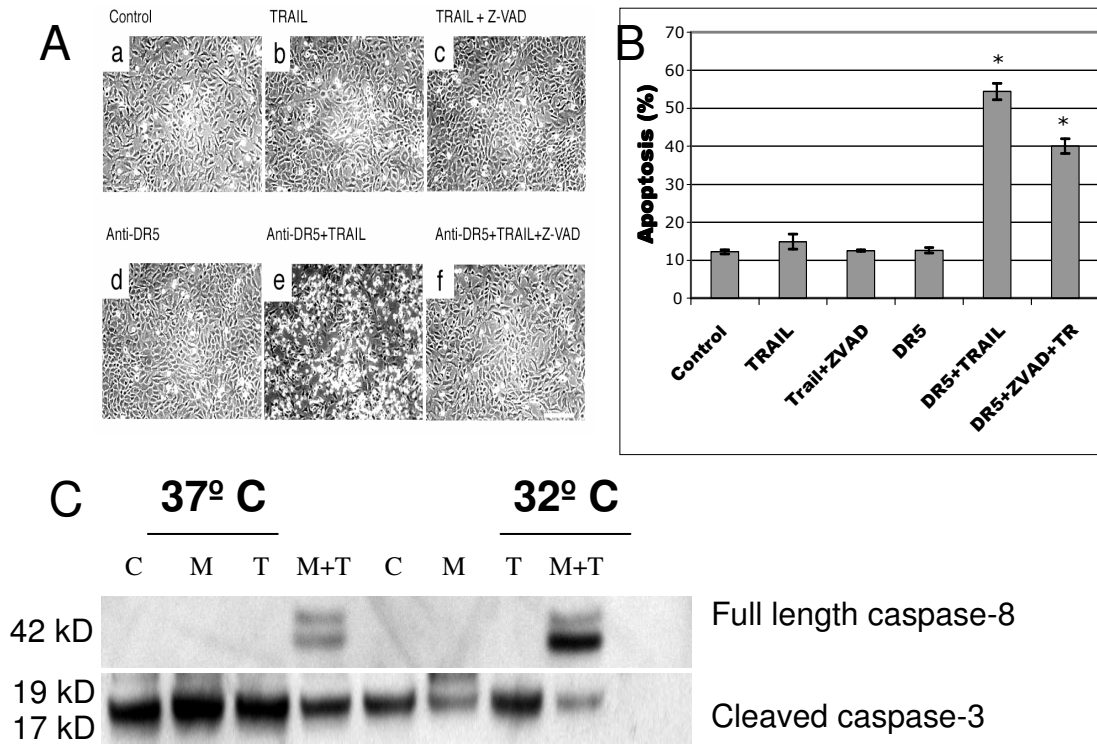 A
Control
TRAIL
TRAIL + Z-VAD
a
b
c
Anti-DR5
Anti-DR5+TRAIL
Anti-DR5+TRAIL+Z-VAD
d
e
f
B
Apoptosis (%)
70
60
50
40
30
20
10
0
*
*
Control
TRAIL
Trail+ZVAD
DR5
DR5+TRAIL
DR5+ZVAD+TR
C
37º C
32º C
C M T M+T C M T M+T
42 kD
Full length caspase-8
19 kD
17 kD
Cleaved caspase-3